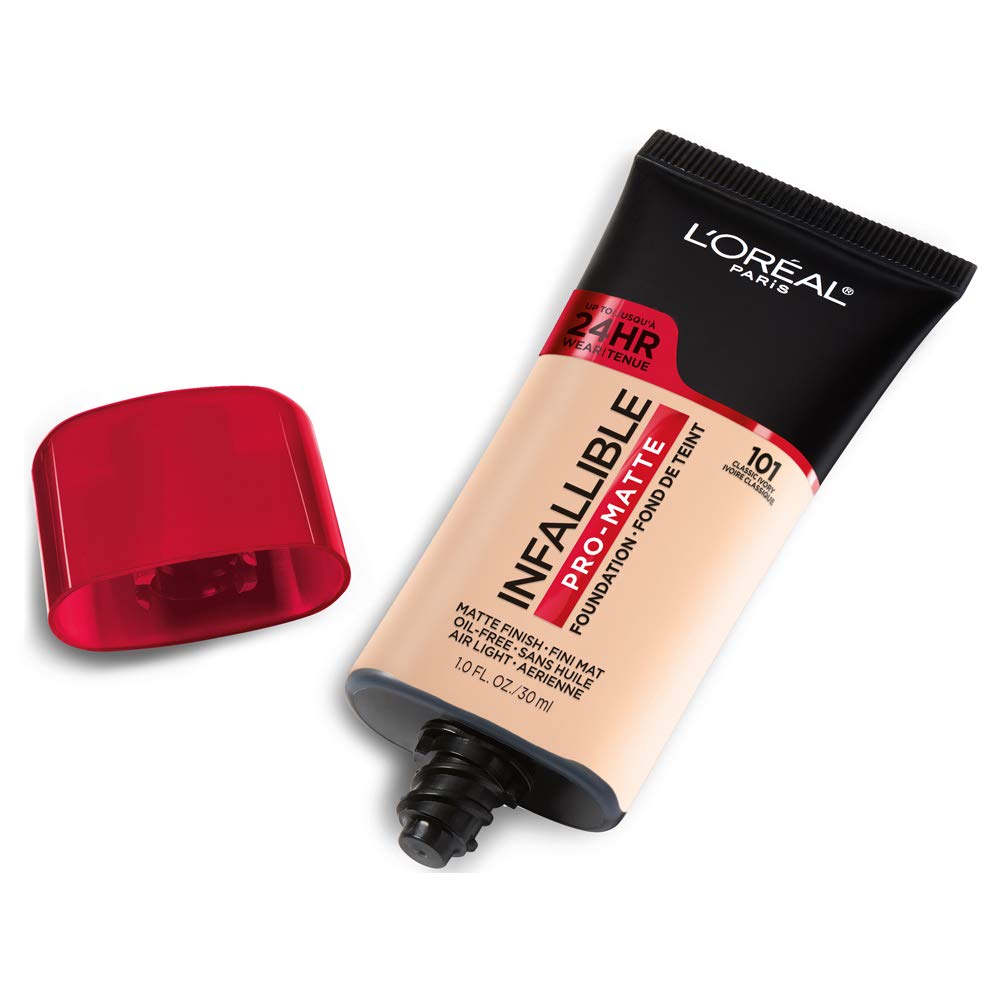 L'ORÉAL®
PARIS
UP TO/JUSQU'À
24HR
WEAR|TENUE
101
CLASSIC IVORY
IVOIRE CLASSIQUE
INFALLIBLE
PRO-MATTE
FOUNDATION • FOND DE TEINT
MATTE FINISH • FINI MAT
OIL-FREE • SANS HUILE
AIR LIGHT • AERIENNE
1.0 FL. OZ./30 ml